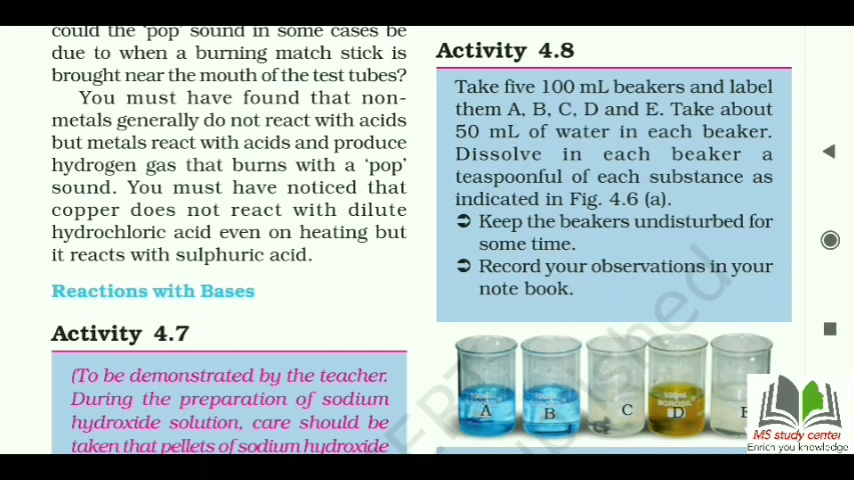 could the ‘pop’ sound in some cases be
due to when a burning match stick is
brought near the mouth of the test tubes?
You must have found that non-
metals generally do not react with acids
but metals react with acids and produce
hydrogen gas that burns with a ‘pop’
sound. You must have noticed that
copper does not react with dilute
hydrochloric acid even on heating but
it reacts with sulphuric acid.
Reactions with Bases
Activity 4.7
(To be demonstrated by the teacher.
During the preparation of sodium
hydroxide solution, care should be
taken that pellets of sodium hydroxide
Activity 4.8
Take five 100 mL beakers and label
them A, B, C, D and E. Take about
50 mL of water in each beaker.
Dissolve in each beaker a
teaspoonful of each substance as
indicated in Fig. 4.6 (a).
➲ Keep the beakers undisturbed for
some time.
➲ Record your observations in your
note book.
A B C D E
100ml
BOROSIL
MS study center
Enrich you knowledge